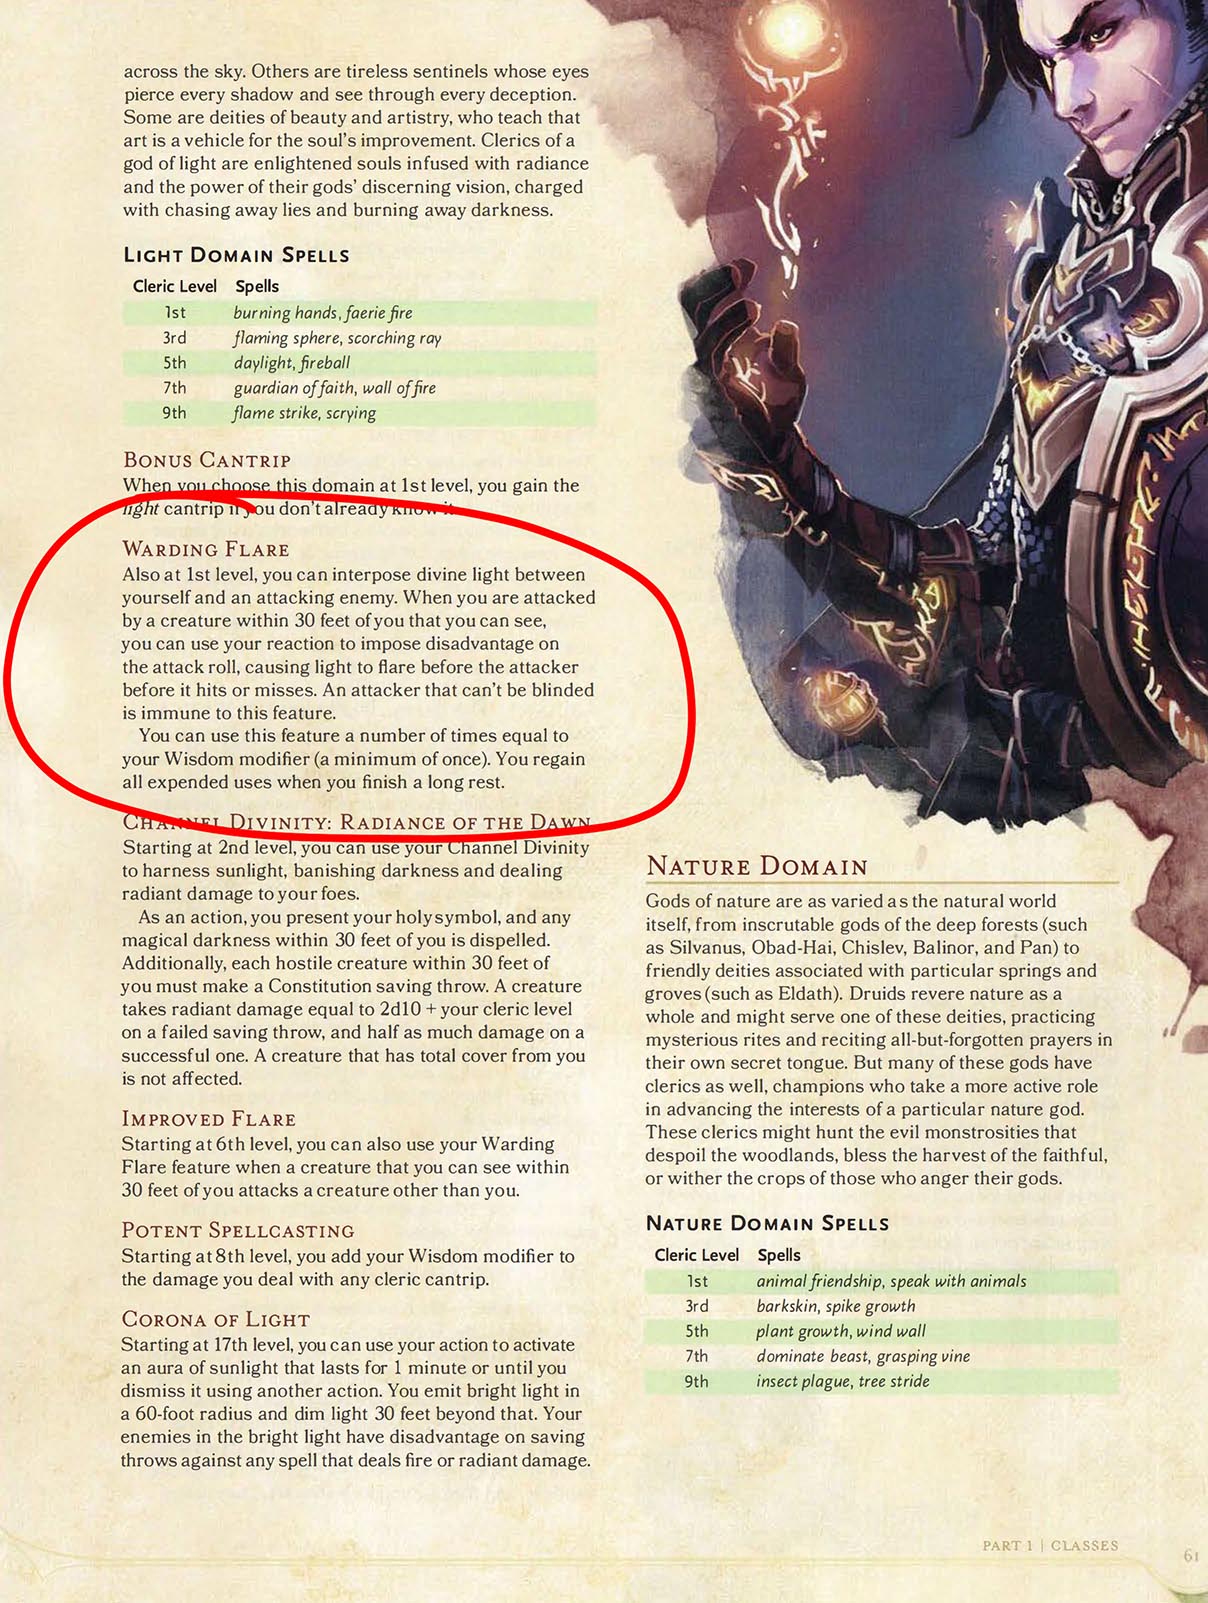 across the sky. Others are tireless sentinels whose eyes
pierce every shadow and see through every deception.
Some are deities of beauty and artistry, who teach that
art is a vehicle for the soul's improvement. Clerics of a
god of light are enlightened souls infused with radiance
and the power of their gods' discerning vision, charged
with chasing away lies and burning away darkness.
LIGHT DOMAIN SPELLS
Cleric Level Spells
1st burning hands, faerie fire
3rd flaming sphere, scorching ray
5th daylight, fireball
7th guardian of faith, wall of fire
9th flame strike, scrying
BONUS CANTRIP
When you choose this domain at 1st level, you gain the
light cantrip if you don't already know it.
WARDING FLARE
Also at 1st level, you can interpose divine light between
yourself and an attacking enemy. When you are attacked
by a creature within 30 feet of you that you can see,
you can use your reaction to impose disadvantage on
the attack roll, causing light to flare before the attacker
before it hits or misses. An attacker that can't be blinded
is immune to this feature.
You can use this feature a number of times equal to
your Wisdom modifier (a minimum of once). You regain
all expended uses when you finish a long rest.
CHANNEL DIVINITY: RADIANCE OF THE DAWN
Starting at 2nd level, you can use your Channel Divinity
to harness sunlight, banishing darkness and dealing
radiant damage to your foes.
As an action, you present your holy symbol, and any
magical darkness within 30 feet of you is dispelled.
Additionally, each hostile creature within 30 feet of
you must make a Constitution saving throw. A creature
takes radiant damage equal to 2d10 + your cleric level
on a failed saving throw, and half as much damage on a
successful one. A creature that has total cover from you
is not affected.
IMPROVED FLARE
Starting at 6th level, you can also use your Warding
Flare feature when a creature that you can see within
30 feet of you attacks a creature other than you.
POTENT SPELLCASTING
Starting at 8th level, you add your Wisdom modifier to
the damage you deal with any cleric cantrip.
CORONA OF LIGHT
Starting at 17th level, you can use your action to activate
an aura of sunlight that lasts for 1 minute or until you
dismiss it using another action. You emit bright light in
a 60-foot radius and dim light 30 feet beyond that. Your
enemies in the bright light have disadvantage on saving
throws against any spell that deals fire or radiant damage.
NATURE DOMAIN
Gods of nature are as varied as the natural world
itself, from inscrutable gods of the deep forests (such
as Silvanus, Obad-Hai, Chislev, Balinor, and Pan) to
friendly deities associated with particular springs and
groves (such as Eldath). Druids revere nature as a
whole and might serve one of these deities, practicing
mysterious rites and reciting all-but-forgotten prayers in
their own secret tongue. But many of these gods have
clerics as well, champions who take a more active role
in advancing the interests of a particular nature god.
These clerics might hunt the evil monstrosities that
despoil the woodlands, bless the harvest of the faithful,
or wither the crops of those who anger their gods.
NATURE DOMAIN SPELLS
Cleric Level Spells
1st animal friendship, speak with animals
3rd barkskin, spike growth
5th plant growth, wind wall
7th dominate beast, grasping vine
9th insect plague, tree stride
PART 1 | CLASSES
61